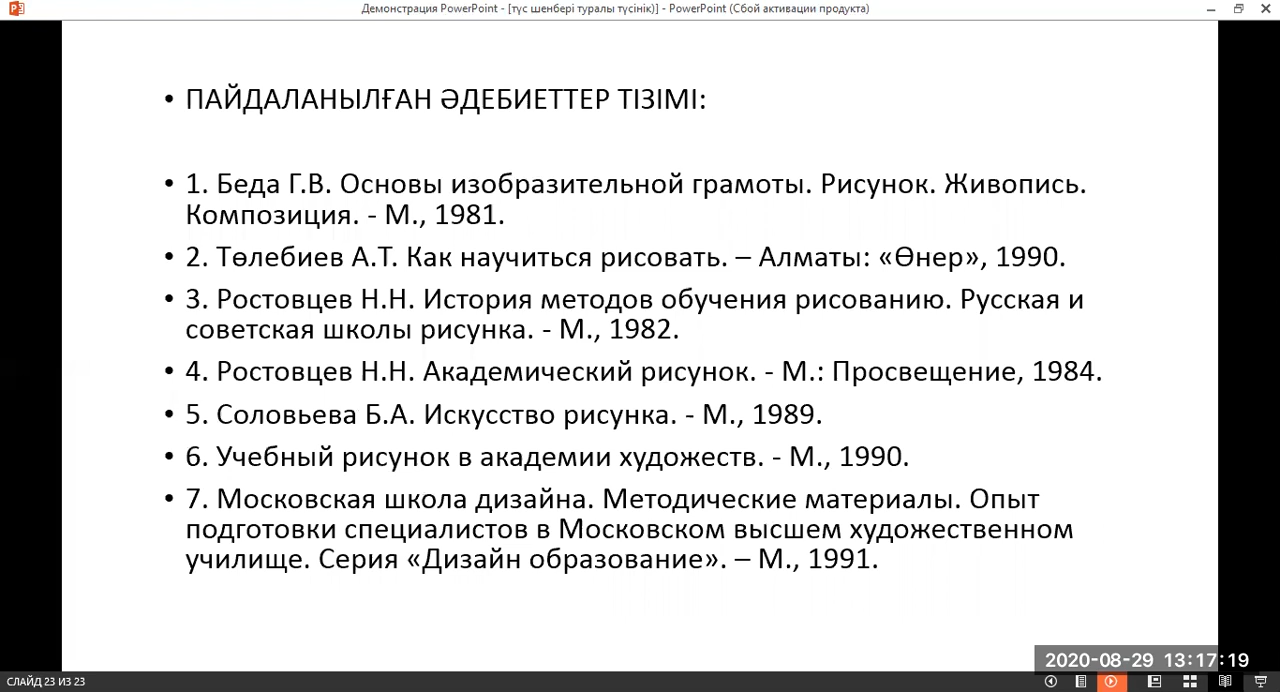 Демонстрация PowerPoint - [түс шенбері туралы түсінік)] - PowerPoint (Сбой активации продукта)
• ПАЙДАЛАНЫЛҒАН ӘДЕБИЕТТЕР ТІЗІМІ:
• 1. Беда Г.В. Основы изобразительной грамоты. Рисунок. Живопись.
Композиция. - М., 1981.
• 2. Төлебиев А.Т. Как научиться рисовать. – Алматы: «Өнер», 1990.
• 3. Ростовцев Н.Н. История методов обучения рисованию. Русская и
советская школы рисунка. - М., 1982.
• 4. Ростовцев Н.Н. Академический рисунок. - М.: Просвещение, 1984.
• 5. Соловьева Б.А. Искусство рисунка. - М., 1989.
• 6. Учебный рисунок в академии художеств. - М., 1990.
• 7. Московская школа дизайна. Методические материалы. Опыт
подготовки специалистов в Московском высшем художественном
училище. Серия «Дизайн образование». – М., 1991.
2020-08-29 13:17:19
СЛАЙД 23 ИЗ 23